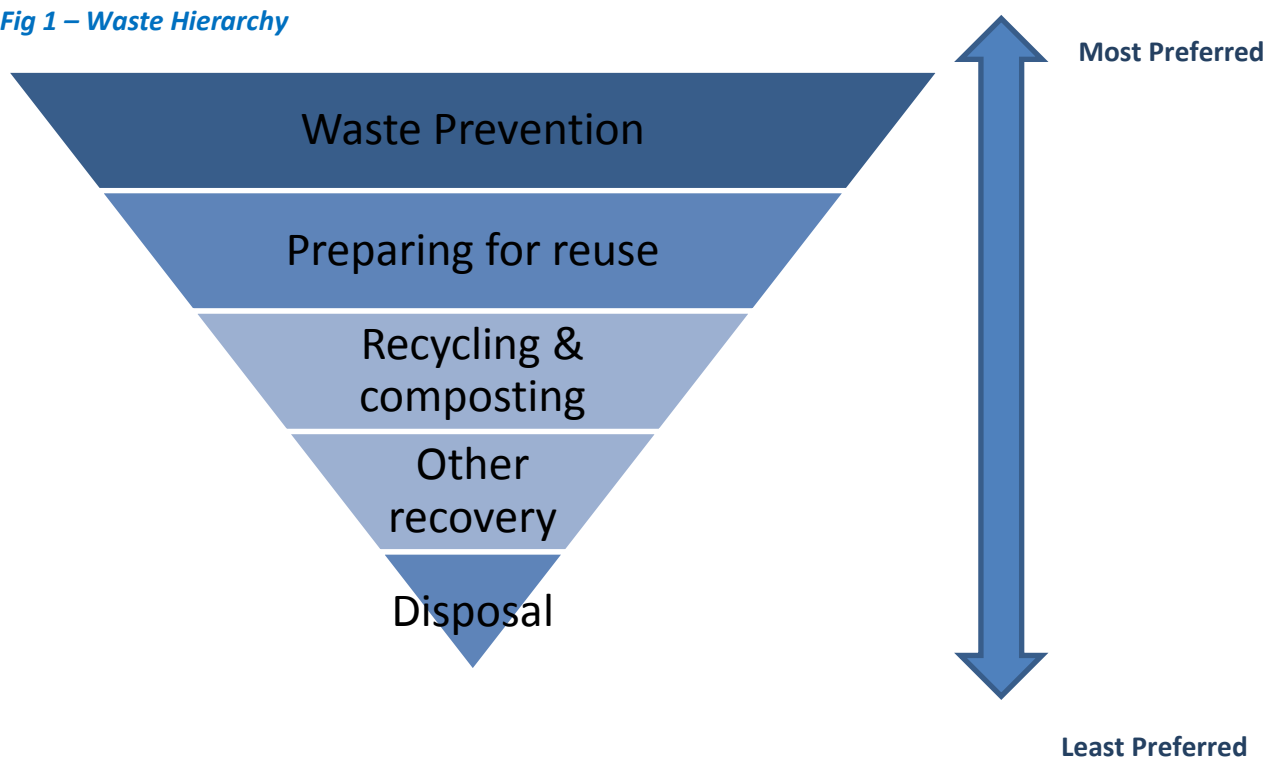 Fig 1 – Waste Hierarchy
Most Preferred
Waste Prevention
Preparing for reuse
Recycling &
composting
Other
recovery
Disposal
Least Preferred